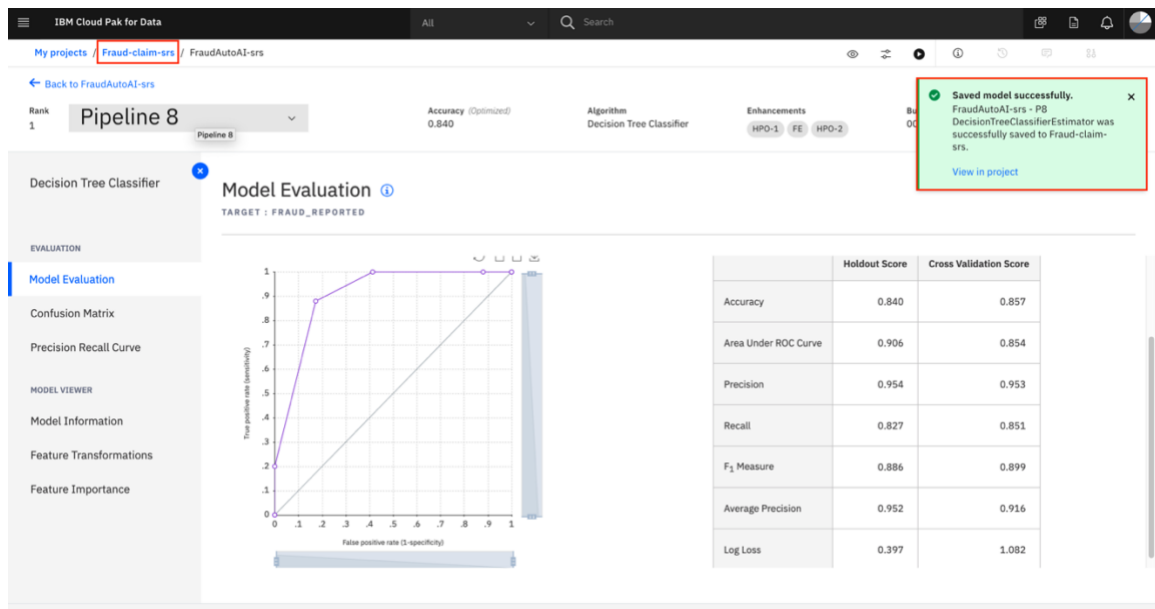 IBM Cloud Pak for Data
All
Search
My projects / Fraud-claim-srs / FraudAutoAI-srs
Back to FraudAutoAI-srs
Rank
1
Pipeline 8
Pipeline 8
Accuracy (Optimized)
0.840
Algorithm
Decision Tree Classifier
Enhancements
HPO-1 FE HPO-2
Saved model successfully.
FraudAutoAI-srs - P8
DecisionTreeClassifierEstimator was
successfully saved to Fraud-claim-
srs.
View in project
Decision Tree Classifier
EVALUATION
Model Evaluation
Confusion Matrix
Precision Recall Curve
MODEL VIEWER
Model Information
Feature Transformations
Feature Importance
Model Evaluation
TARGET : FRAUD_REPORTED
True positive rate (sensitivity)
1
.9
.8
.7
.6
.5
.4
.3
.2
.1
0
0 .1 .2 .3 .4 .5 .6 .7 .8 .9 1
False positive rate (1-specificity)
Holdout Score Cross Validation Score
Accuracy 0.840 0.857
Area Under ROC Curve 0.906 0.854
Precision 0.954 0.953
Recall 0.827 0.851
F1 Measure 0.886 0.899
Average Precision 0.952 0.916
Log Loss 0.397 1.082